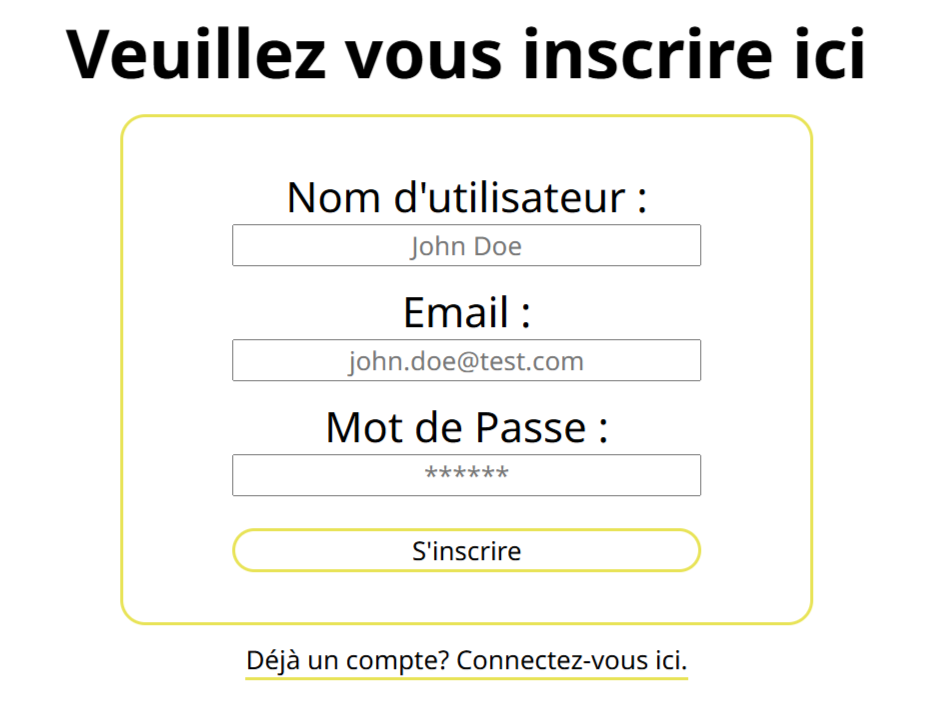 Veuillez vous inscrire ici
Nom d'utilisateur :
John Doe
Email :
john.doe@test.com
Mot de Passe :
******
S'inscrire
Déjà un compte? Connectez-vous ici.